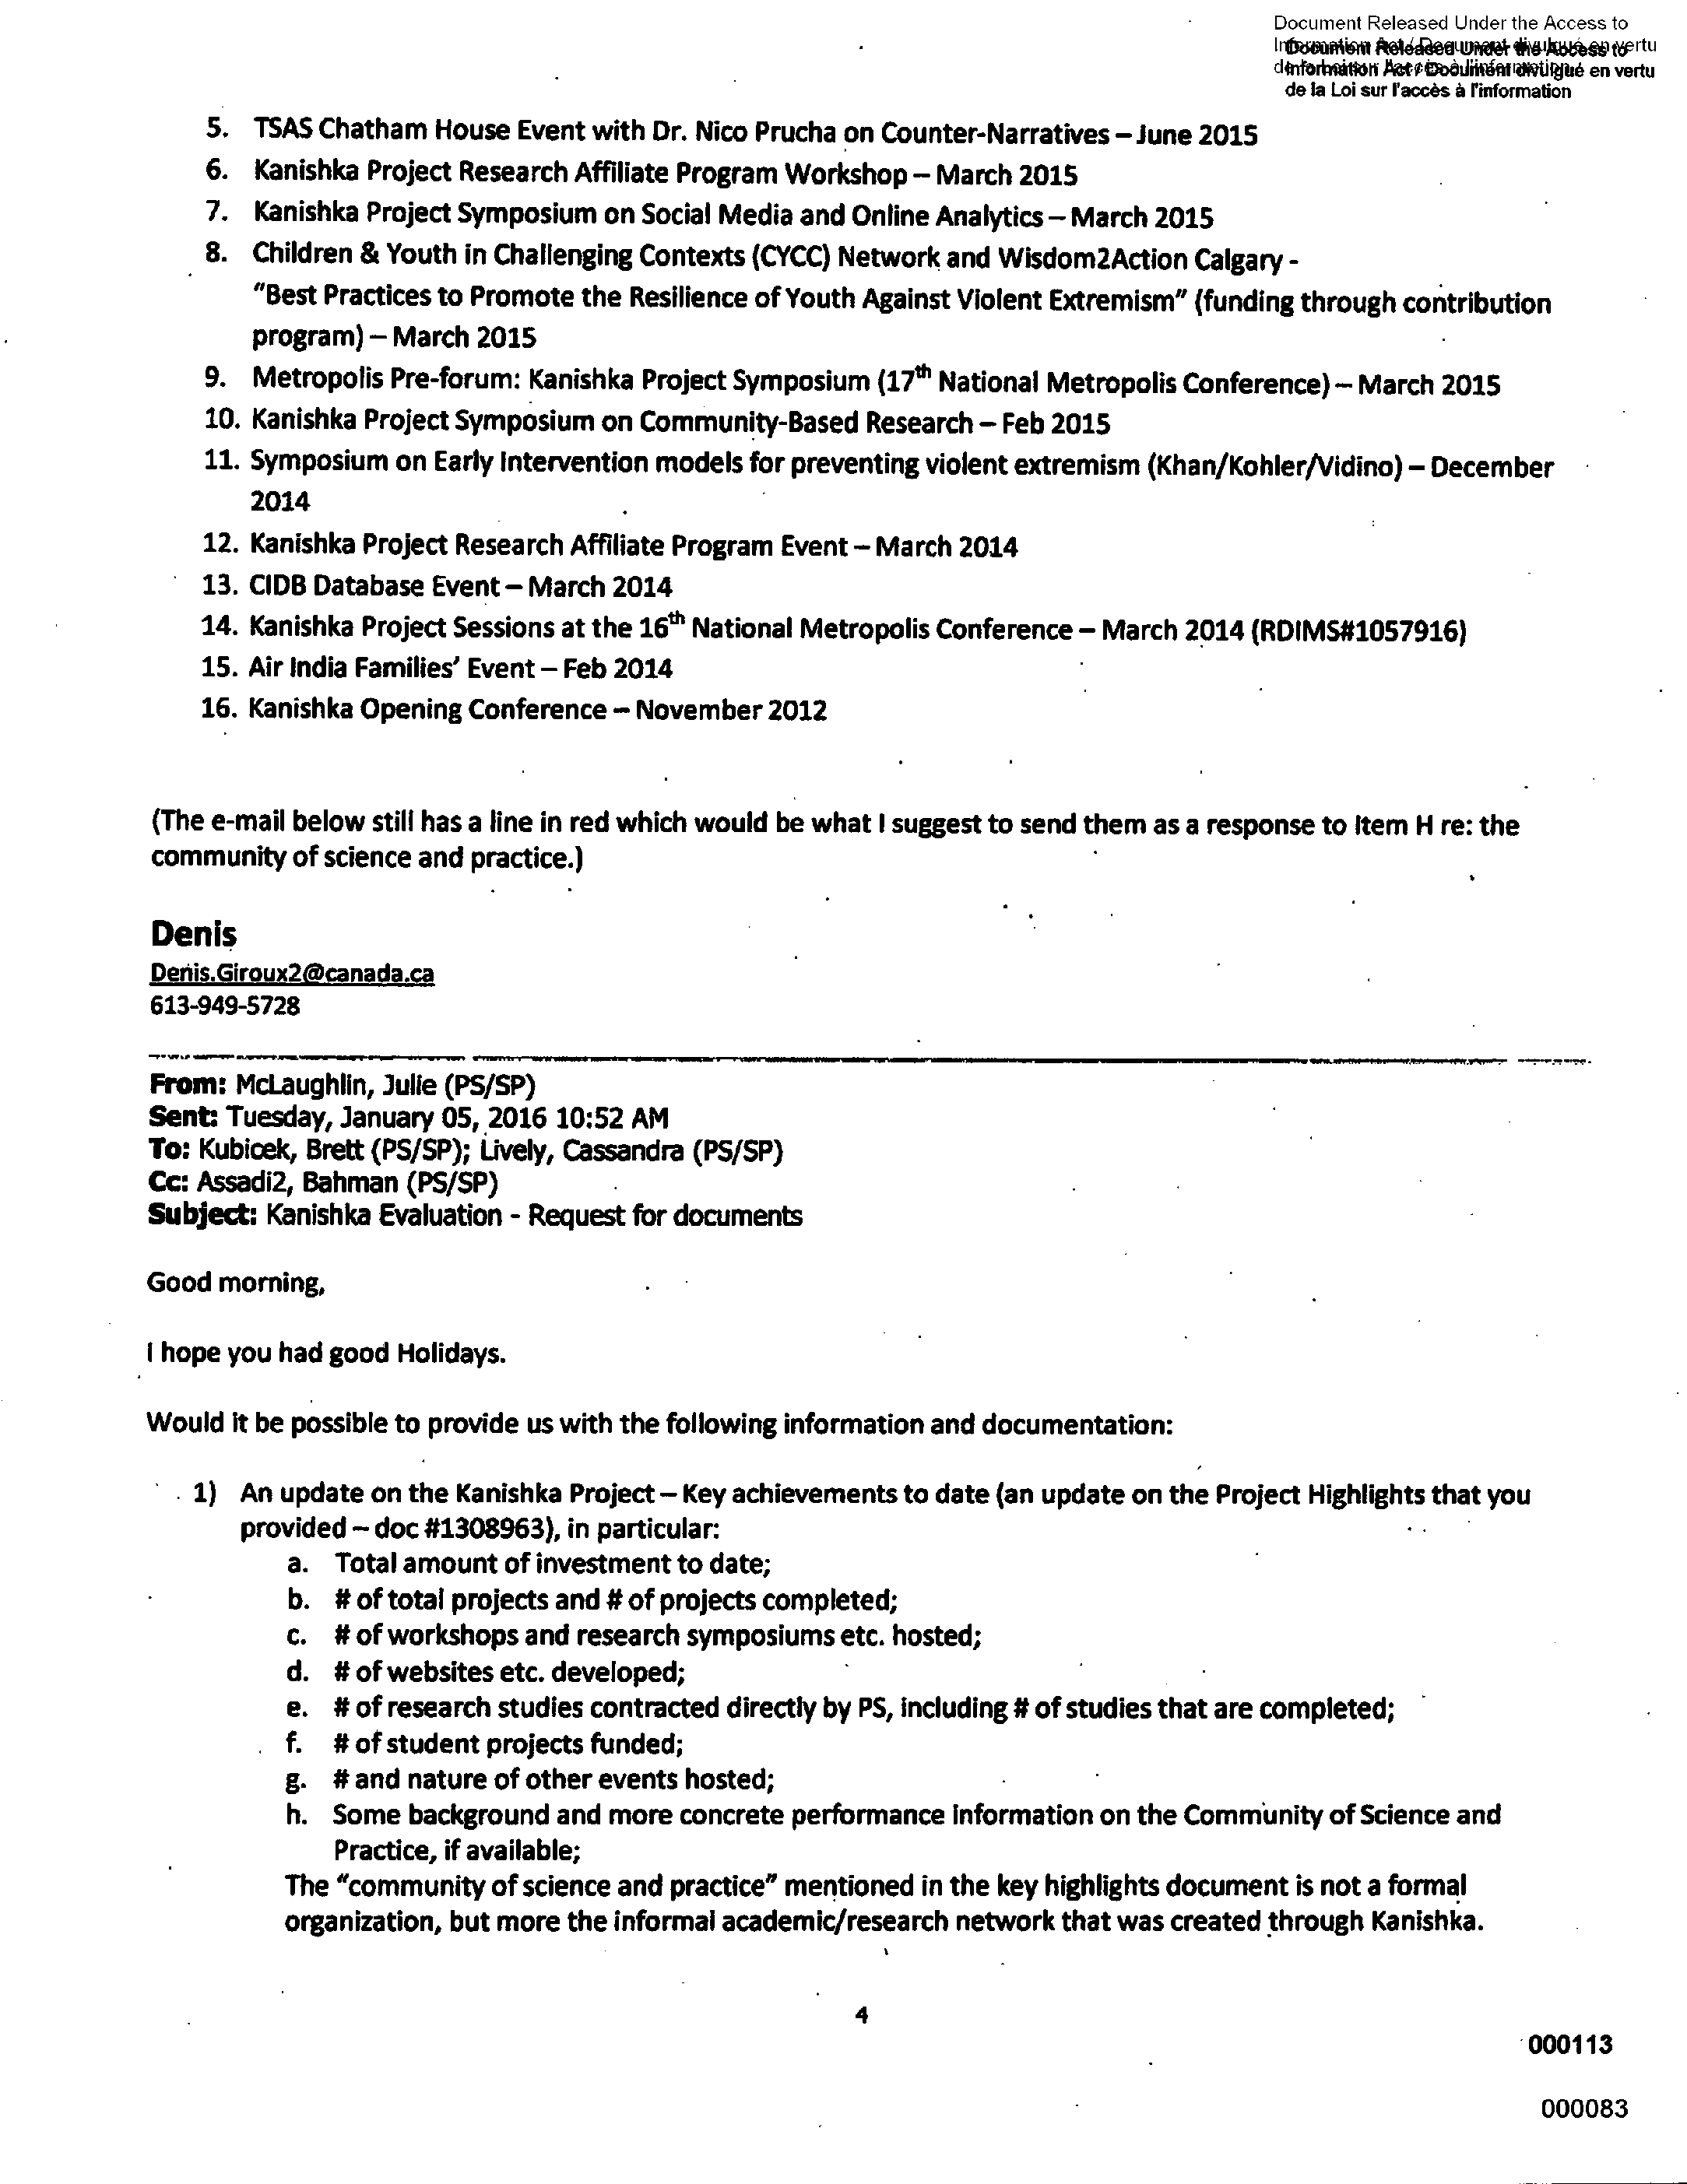 Document Released Under the Access to
Document Released Under the Access to
Information Act / Document divulgué en vertu
de la Loi sur l'accès à l'information
5. TSAS Chatham House Event with Dr. Nico Prucha on Counter-Narratives – June 2015
6. Kanishka Project Research Affiliate Program Workshop – March 2015
7. Kanishka Project Symposium on Social Media and Online Analytics – March 2015
8. Children & Youth in Challenging Contexts (CYCC) Network and Wisdom2Action Calgary -
"Best Practices to Promote the Resilience of Youth Against Violent Extremism" (funding through contribution
program) – March 2015
9. Metropolis Pre-forum: Kanishka Project Symposium (17th National Metropolis Conference) – March 2015
10. Kanishka Project Symposium on Community-Based Research – Feb 2015
11. Symposium on Early Intervention models for preventing violent extremism (Khan/Kohler/Vidino) – December
2014
12. Kanishka Project Research Affiliate Program Event – March 2014
13. CIDB Database Event – March 2014
14. Kanishka Project Sessions at the 16th National Metropolis Conference – March 2014 (RDIMS#1057916)
15. Air India Families' Event – Feb 2014
16. Kanishka Opening Conference – November 2012
(The e-mail below still has a line in red which would be what I suggest to send them as a response to Item H re: the
community of science and practice.)
Denis
Denis.Giroux2@canada.ca
613-949-5728
From: McLaughlin, Julie (PS/SP)
Sent: Tuesday, January 05, 2016 10:52 AM
To: Kubicek, Brett (PS/SP); Lively, Cassandra (PS/SP)
Cc: Assadi2, Bahman (PS/SP)
Subject: Kanishka Evaluation - Request for documents
Good morning,
I hope you had good Holidays.
Would it be possible to provide us with the following information and documentation:
1) An update on the Kanishka Project – Key achievements to date (an update on the Project Highlights that you
provided – doc #1308963), in particular:
a. Total amount of investment to date;
b. # of total projects and # of projects completed;
c. # of workshops and research symposiums etc. hosted;
d. # of websites etc. developed;
e. # of research studies contracted directly by PS, including # of studies that are completed;
f. # of student projects funded;
g. # and nature of other events hosted;
h. Some background and more concrete performance information on the Community of Science and
Practice, if available;
The "community of science and practice" mentioned in the key highlights document is not a formal
organization, but more the informal academic/research network that was created through Kanishka.
4
000113
000083